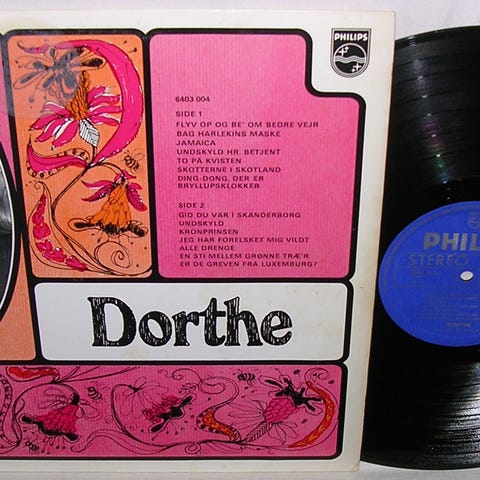 PHILIPS
6403 004
SIDE 1
FLYV OP OG BE' OM BEDRE VEJR
BAG HARLEKINS MASKE
JAMAICA
UNDSKYLD HR. BETJENT
TO PÅ KVISTEN
SKOTTERNE I SKOTLAND
DING-DONG, DER ER
BRYLLUPSKLOKKER
SIDE 2
GID DU VAR I SKANDERBORG
UNDSKYLD
KRONPRINSEN
JEG HAR FORELSKET MIG VILDT
ALLE DRENGE
EN STI MELLEM GRØNNE TRÆ'R
ER DE GREVEN FRA LUXEMBURG?
Dorthe
PHIL
STEREO